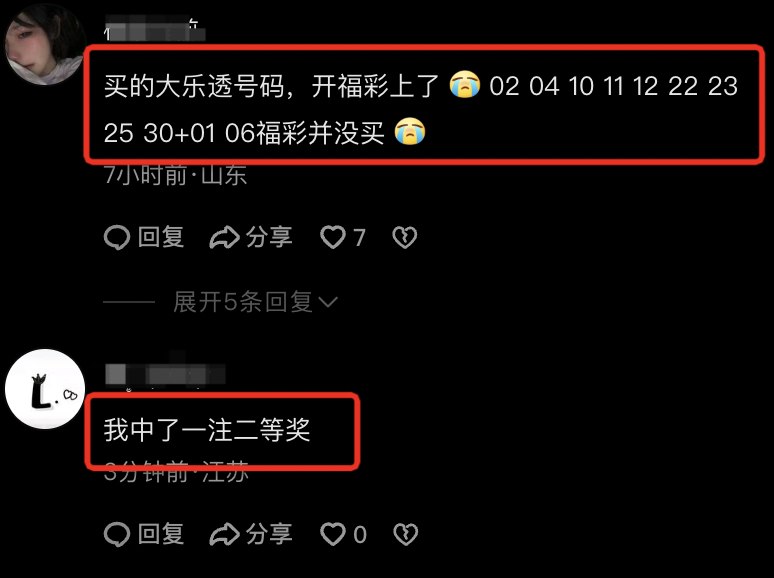 买的大乐透号码，开福彩上了 😭 02 04 10 11 12 22 23
25 30+01 06福彩并没买 😭
7小时前·山东
回复 分享 7
展开5条回复
L.
我中了一注二等奖
3分钟前·江苏
回复 分享 0